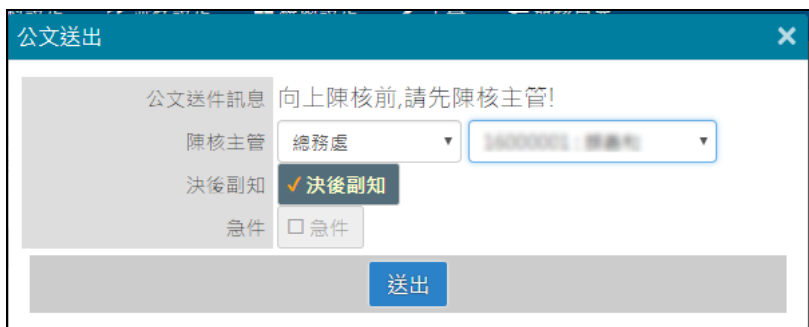 公文送出 ×
公文送件訊息 向上陳核前,請先陳核主管!
陳核主管 總務處
決後副知 ✓決後副知
急件 □急件
送出